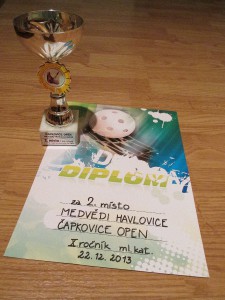 DIPLOM
za 2. místo
MEDVĚDI HAVLOVICE
ČAPKOVICE OPEN
I. ročník ml. kat.
22. 12. 2013